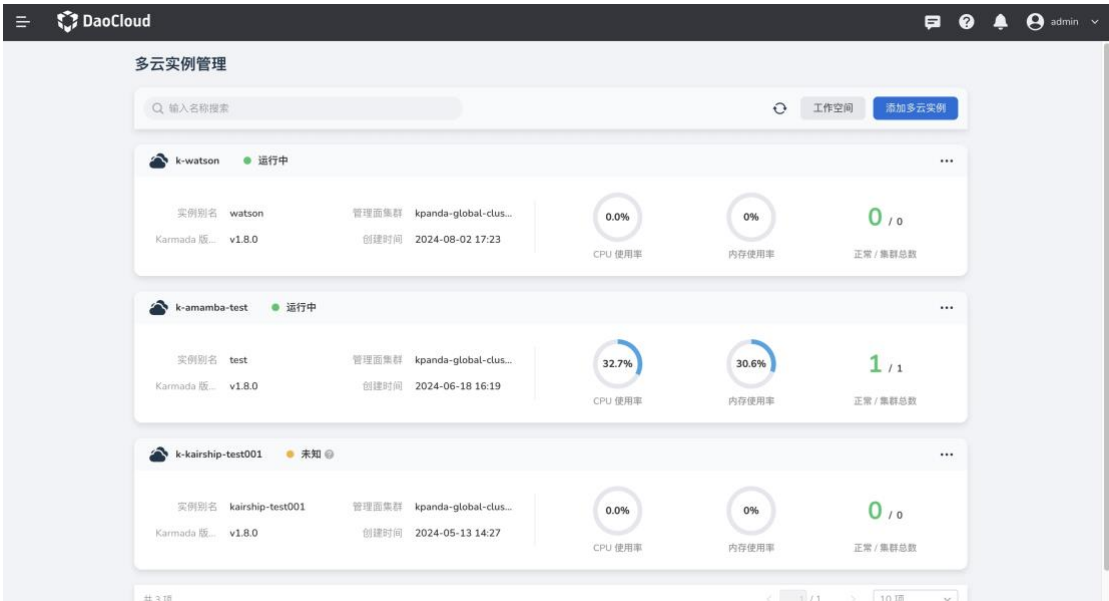 DaoCloud
admin
多云实例管理
输入名称搜索
工作空间
添加多云实例
k-watson 运行中
实例别名 watson 管理面集群 kpanda-global-clus... 0.0% 0% 0 / 0
Karmada 版... v1.8.0 创建时间 2024-08-02 17:23 CPU 使用率 内存使用率 正常 / 集群总数
k-amamba-test 运行中
实例别名 test 管理面集群 kpanda-global-clus... 32.7% 30.6% 1 / 1
Karmada 版... v1.8.0 创建时间 2024-06-18 16:19 CPU 使用率 内存使用率 正常 / 集群总数
k-kairship-test001 未知
实例别名 kairship-test001 管理面集群 kpanda-global-clus... 0.0% 0% 0 / 0
Karmada 版... v1.8.0 创建时间 2024-05-13 14:27 CPU 使用率 内存使用率 正常 / 集群总数
共 3 项 1 / 1 10 项